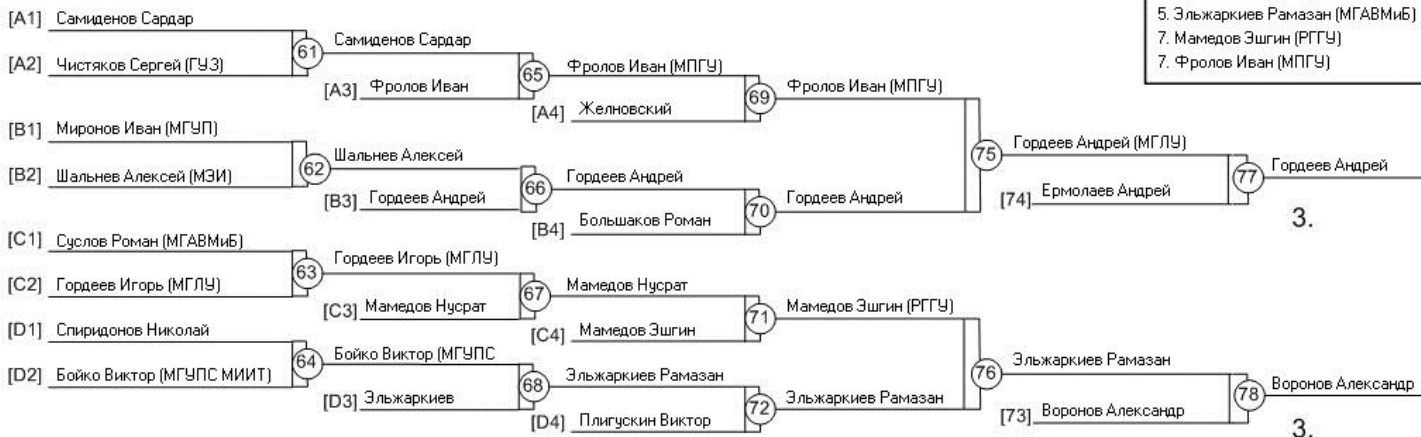 5. Эльжаркиев Рамазан (МГАВМиБ)
7. Мамедов Эшгин (РГГУ)
7. Фролов Иван (МПГУ)
[A1] Самиденов Сардар
[A2] Чистяков Сергей (ГУЗ)
61
Самиденов Сардар
[A3] Фролов Иван
65
Фролов Иван (МПГУ)
[A4] Желновский
69
Фролов Иван (МПГУ)
[B1] Миронов Иван (МГУП)
[B2] Шальнев Алексей (МЭИ)
62
Шальнев Алексей
[B3] Гордеев Андрей
66
Гордеев Андрей
[B4] Большаков Роман
70
Гордеев Андрей
75
Гордеев Андрей (МГЛУ)
[74] Ермолаев Андрей
77
Гордеев Андрей
3.
[C1] Суслов Роман (МГАВМиБ)
[C2] Гордеев Игорь (МГЛУ)
63
Гордеев Игорь (МГЛУ)
[C3] Мамедов Нусрат
67
Мамедов Нусрат
[C4] Мамедов Эшгин
71
Мамедов Эшгин (РГГУ)
[D1] Спиридонов Николай
[D2] Бойко Виктор (МГУПС МИИТ)
64
Бойко Виктор (МГУПС
[D3] Эльжаркиев
68
Эльжаркиев Рамазан
[D4] Плигускин Виктор
72
Эльжаркиев Рамазан
76
Эльжаркиев Рамазан
[73] Воронов Александр
78
Воронов Александр
3.